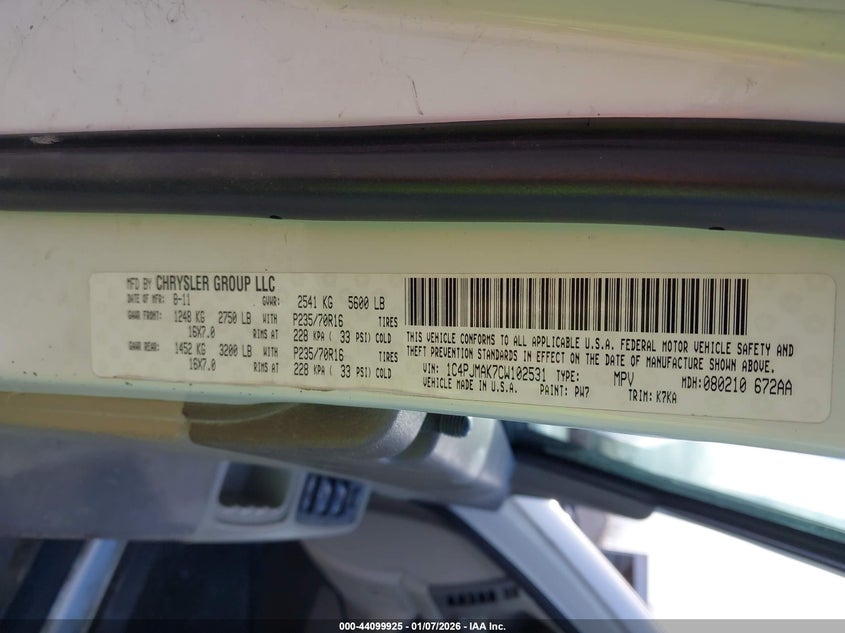 MFD BY CHRYSLER GROUP LLC
DATE OF MFR: 8-11 GVWR: 2541 KG 5600 LB
GAWR FRONT: 1248 KG 2750 LB WITH P235/70R16 TIRES
16X7.0 RIMS AT 228 KPA ( 33 PSI) COLD
GAWR REAR: 1452 KG 3200 LB WITH P235/70R16 TIRES
16X7.0 RIMS AT 228 KPA ( 33 PSI) COLD
THIS VEHICLE CONFORMS TO ALL APPLICABLE U.S.A. FEDERAL MOTOR VEHICLE SAFETY AND
THEFT PREVENTION STANDARDS IN EFFECT ON THE DATE OF MANUFACTURE SHOWN ABOVE.
VIN: 1C4PJMAK7CW102531 TYPE: MPV MDH:080210 672AA
VEHICLE MADE IN U.S.A. PAINT: PW7 TRIM: K7KA
000-44099925 | 01/07/2026 | IAA Inc.